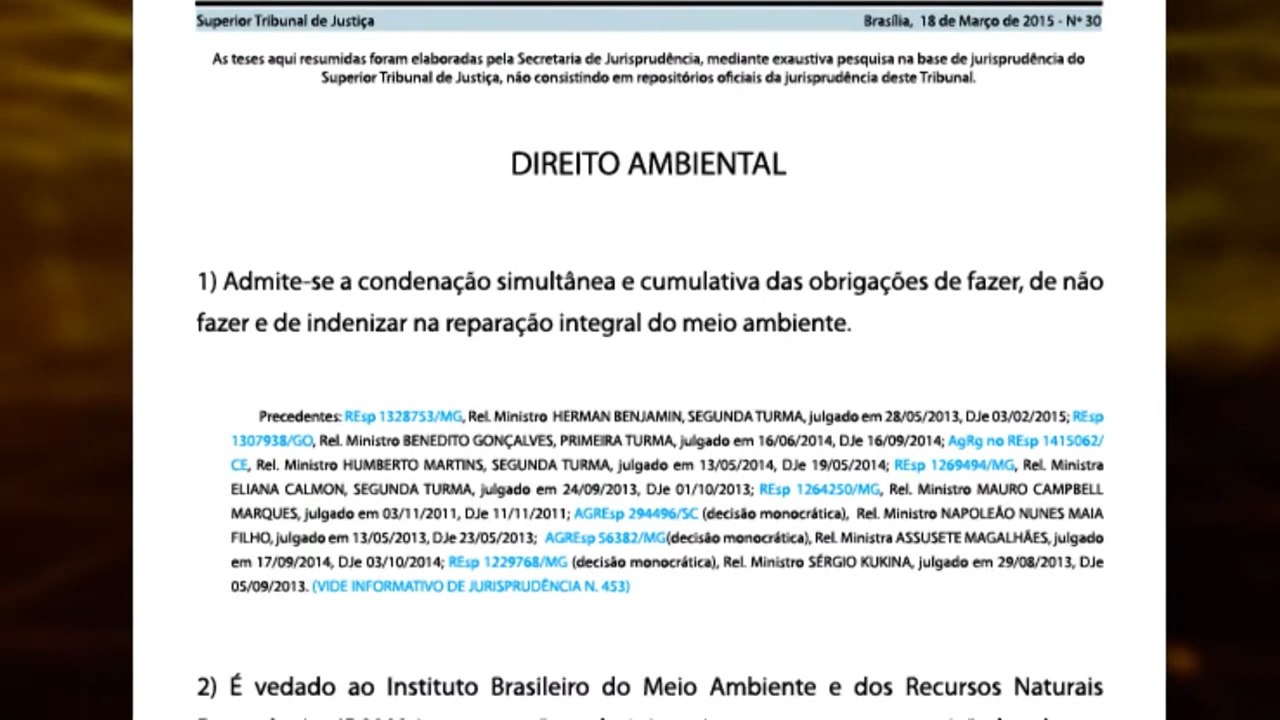 Superior Tribunal de Justiça Brasília, 18 de Março de 2015 - Nº 30
As teses aqui resumidas foram elaboradas pela Secretaria de Jurisprudência, mediante exaustiva pesquisa na base de jurisprudência do
Superior Tribunal de Justiça, não consistindo em repositórios oficiais da jurisprudência deste Tribunal.
DIREITO AMBIENTAL
1) Admite-se a condenação simultânea e cumulativa das obrigações de fazer, de não
fazer e de indenizar na reparação integral do meio ambiente.
Precedentes: REsp 1328753/MG, Rel. Ministro HERMAN BENJAMIN, SEGUNDA TURMA, julgado em 28/05/2013, DJe 03/02/2015; REsp
1307938/GO, Rel. Ministro BENEDITO GONÇALVES, PRIMEIRA TURMA, julgado em 16/06/2014, DJe 16/09/2014; AgRg no REsp 1415062/
CE, Rel. Ministro HUMBERTO MARTINS, SEGUNDA TURMA, julgado em 13/05/2014, DJe 19/05/2014; REsp 1269494/MG, Rel. Ministra
ELIANA CALMON, SEGUNDA TURMA, julgado em 24/09/2013, DJe 01/10/2013; REsp 1264250/MG, Rel. Ministro MAURO CAMPBELL
MARQUES, julgado em 03/11/2011, DJe 11/11/2011; AGREsp 294496/SC (decisão monocrática), Rel. Ministro NAPOLEÃO NUNES MAIA
FILHO, julgado em 13/05/2013, DJe 23/05/2013; AGREsp 56382/MG(decisão monocrática), Rel. Ministra ASSUSETE MAGALHÃES, julgado
em 17/09/2014, DJe 03/10/2014; REsp 1229768/MG (decisão monocrática), Rel. Ministro SÉRGIO KUKINA, julgado em 29/08/2013, DJe
05/09/2013. (VIDE INFORMATIVO DE JURISPRUDÊNCIA N. 453)
2) É vedado ao Instituto Brasileiro do Meio Ambiente e dos Recursos Naturais